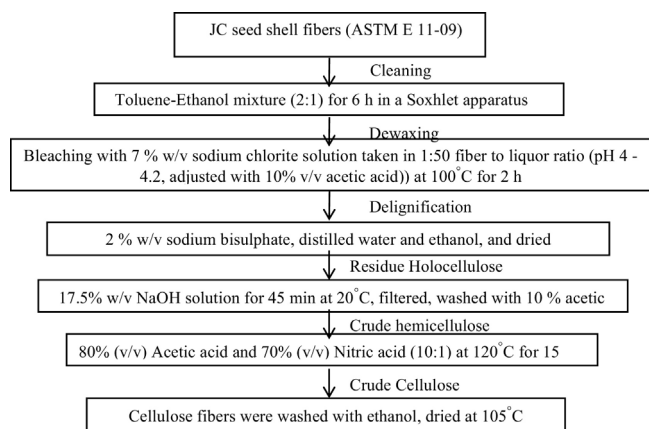 JC seed shell fibers (ASTM E 11-09)
Cleaning
Toluene-Ethanol mixture (2:1) for 6 h in a Soxhlet apparatus
Dewaxing
Bleaching with 7 % w/v sodium chlorite solution taken in 1:50 fiber to liquor ratio (pH 4 -
4.2, adjusted with 10% v/v acetic acid)) at 100°C for 2 h
Delignification
2 % w/v sodium bisulphate, distilled water and ethanol, and dried
Residue Holocellulose
17.5% w/v NaOH solution for 45 min at 20°C, filtered, washed with 10 % acetic
Crude hemicellulose
80% (v/v) Acetic acid and 70% (v/v) Nitric acid (10:1) at 120°C for 15
Crude Cellulose
Cellulose fibers were washed with ethanol, dried at 105°C